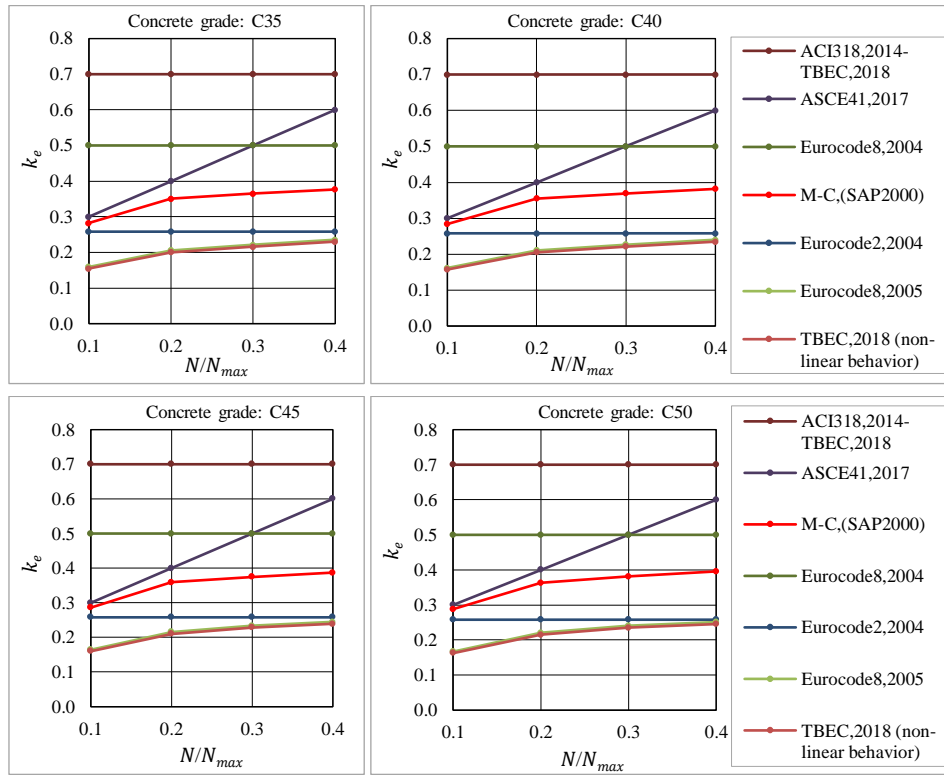 Concrete grade: C35
0.8
0.7
0.6
0.5
0.4
0.3
0.2
0.1
0.0
k_e
0.1 0.2 0.3 0.4
N/N_max
Concrete grade: C40
0.8
0.7
0.6
0.5
0.4
0.3
0.2
0.1
0.0
k_e
0.1 0.2 0.3 0.4
N/N_max
ACI318,2014-
TBEC,2018
ASCE41,2017
Eurocode8,2004
M-C,(SAP2000)
Eurocode2,2004
Eurocode8,2005
TBEC,2018 (non-
linear behavior)
Concrete grade: C45
0.8
0.7
0.6
0.5
0.4
0.3
0.2
0.1
0.0
k_e
0.1 0.2 0.3 0.4
N/N_max
Concrete grade: C50
0.8
0.7
0.6
0.5
0.4
0.3
0.2
0.1
0.0
k_e
0.1 0.2 0.3 0.4
N/N_max
ACI318,2014-
TBEC,2018
ASCE41,2017
M-C,(SAP2000)
Eurocode8,2004
Eurocode2,2004
Eurocode8,2005
TBEC,2018 (non-
linear behavior)